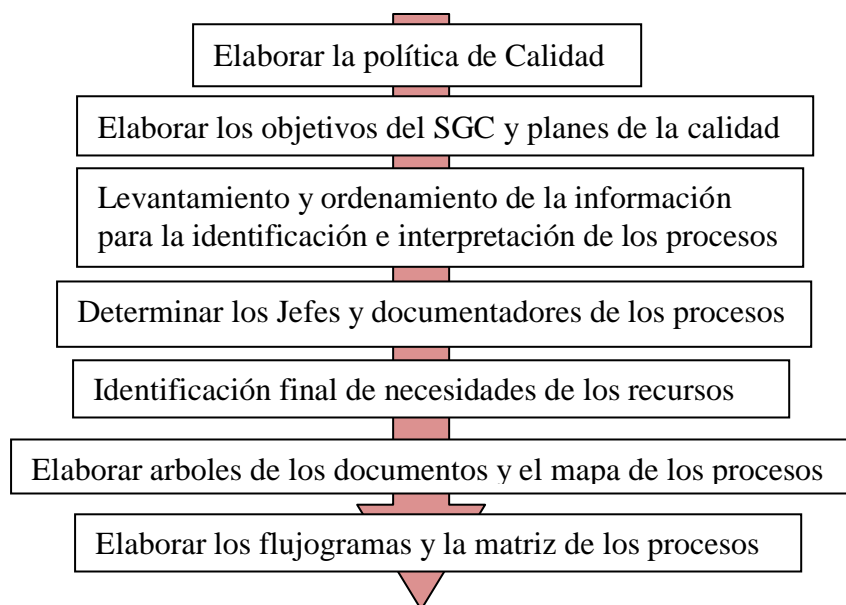 Elaborar la política de Calidad
Elaborar los objetivos del SGC y planes de la calidad
Levantamiento y ordenamiento de la información
para la identificación e interpretación de los procesos
Determinar los Jefes y documentadores de los procesos
Identificación final de necesidades de los recursos
Elaborar arboles de los documentos y el mapa de los procesos
Elaborar los flujogramas y la matriz de los procesos